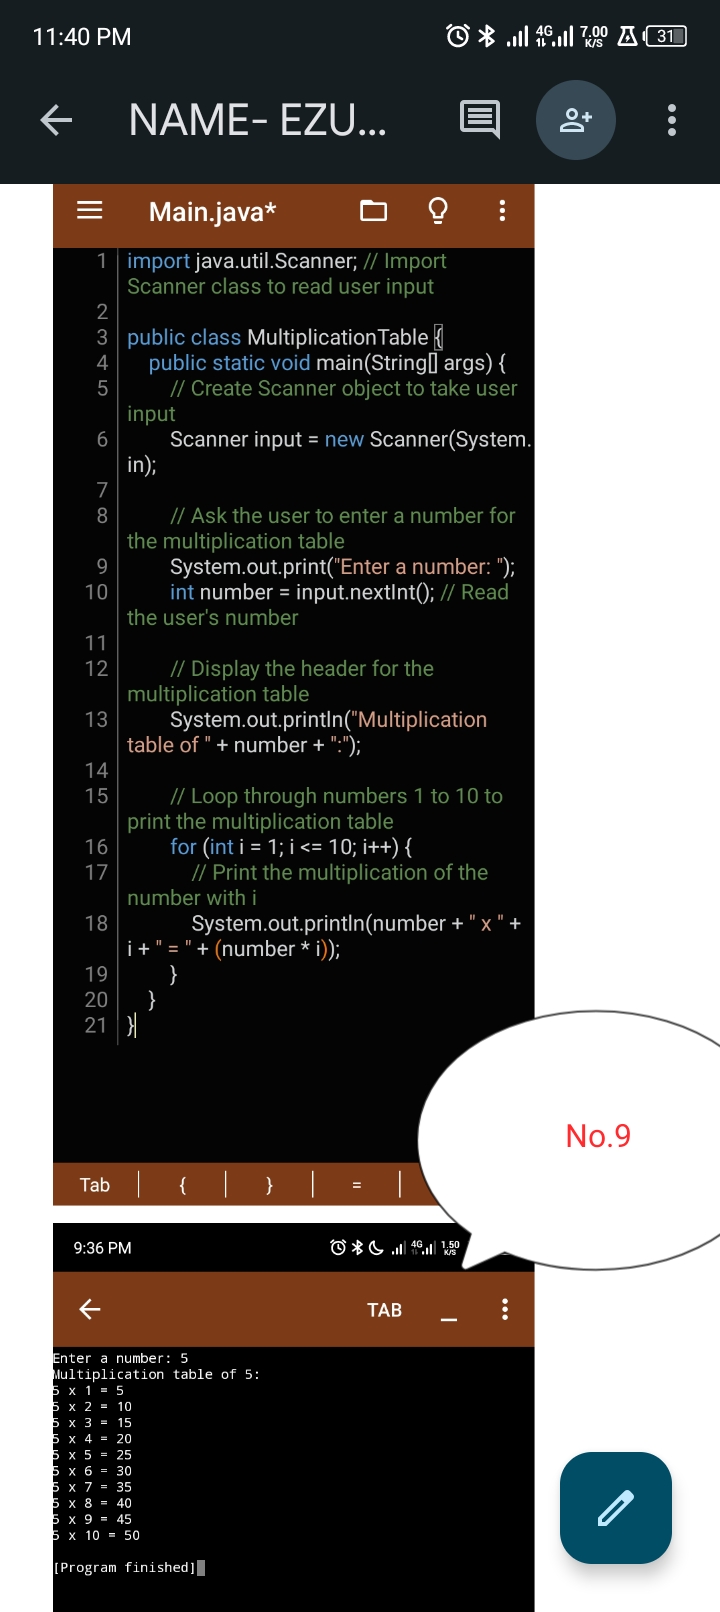 11:40 PM 4G 7.00 K/S 31
NAME- EZU...
Main.java*
1 import java.util.Scanner; // Import
Scanner class to read user input
2
3 public class MultiplicationTable {
4 public static void main(String[] args) {
5 // Create Scanner object to take user
input
6 Scanner input = new Scanner(System.
in);
7
8 // Ask the user to enter a number for
the multiplication table
9 System.out.print("Enter a number: ");
10 int number = input.nextInt(); // Read
the user's number
11
12 // Display the header for the
multiplication table
13 System.out.println("Multiplication
table of " + number + ":");
14
15 // Loop through numbers 1 to 10 to
print the multiplication table
16 for (int i = 1; i <= 10; i++) {
17 // Print the multiplication of the
number with i
18 System.out.println(number + " x " +
i + " = " + (number * i));
19 }
20 }
21 }
No.9
Tab { } =
9:36 PM 4G 1.50 K/S
TAB
Enter a number: 5
Multiplication table of 5:
5 x 1 = 5
5 x 2 = 10
5 x 3 = 15
5 x 4 = 20
5 x 5 = 25
5 x 6 = 30
5 x 7 = 35
5 x 8 = 40
5 x 9 = 45
5 x 10 = 50
[Program finished]